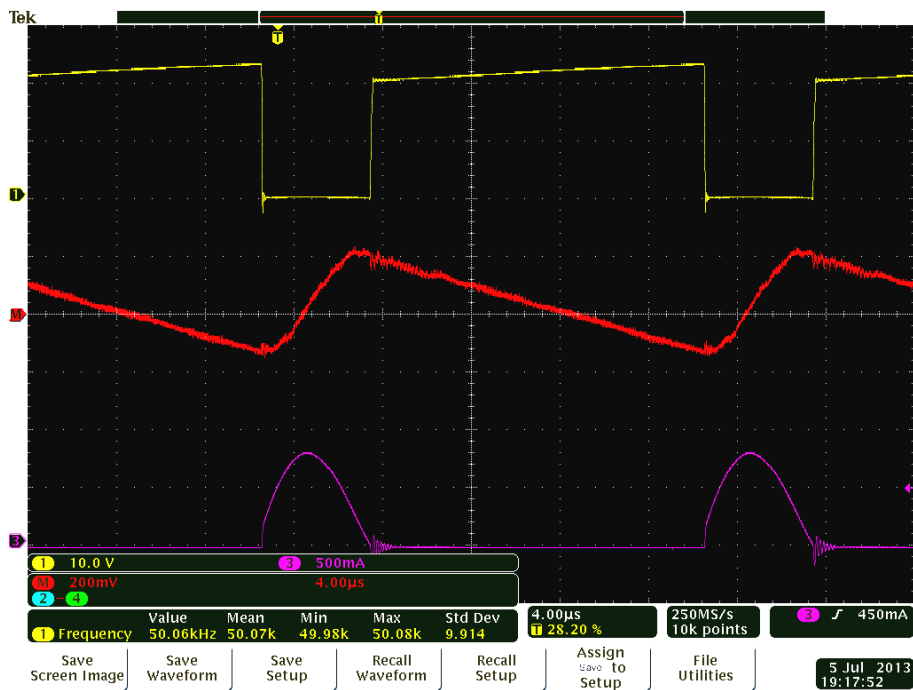 Tek
T
T
1
M
3
1 10.0 V 3 500mA
M 200mV 4.00µs
2 - 4
Value Mean Min Max Std Dev
1 Frequency 50.06kHz 50.07k 49.98k 50.08k 9.914
4.00µs
T 28.20 %
250MS/s
10k points
3 450mA
Save
Screen Image
Save
Waveform
Save
Setup
Recall
Waveform
Recall
Setup
Assign
Save to
Setup
File
Utilities
5 Jul 2013
19:17:52